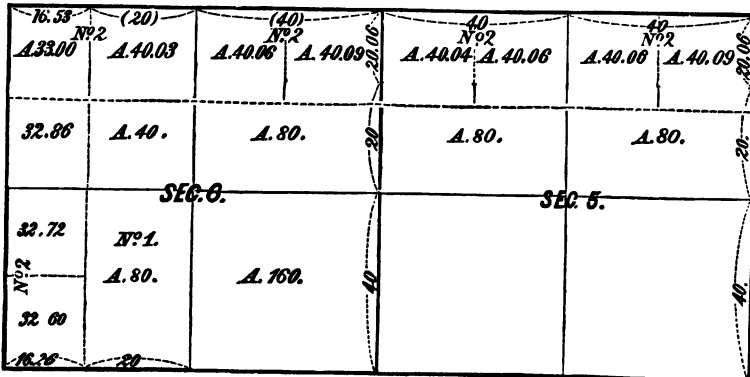 16.53 (20) (40) 40 40
Nº2 Nº2 Nº2 Nº2
A.33.00 A.40.03 A.40.06 A.40.09 20.06 A.40.04 A.40.06 A.40.06 A.40.09 20.06
32.86 A.40. A.80. 20 A.80. A.80. 20.
SEC. 6. SEC. 5.
32.72 Nº1.
Nº2 A.80. A.160. 40 40.
32 60
16.26 20